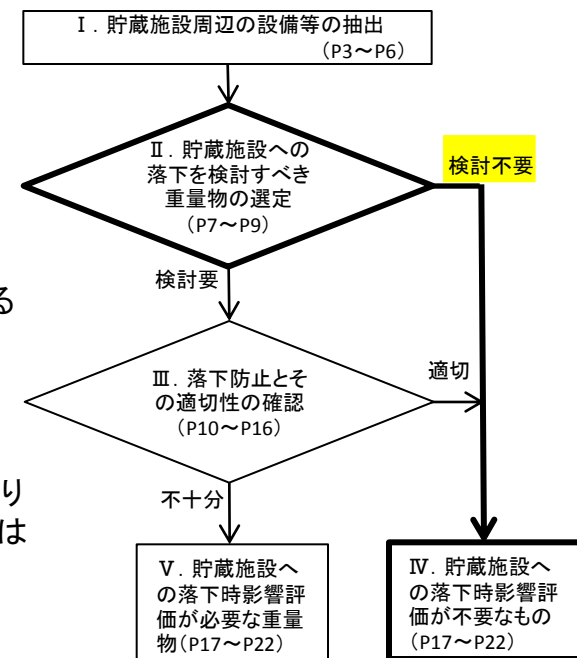 Ⅰ．貯蔵施設周辺の設備等の抽出
（P3～P6）
Ⅱ．貯蔵施設への
落下を検討すべき
重量物の選定
（P7～P9）
検討不要
検討要
る
Ⅲ．落下防止とそ
の適切性の確認
（P10～P16）
適切
り
は
不十分
Ⅴ．貯蔵施設へ
の落下時影響評
価が必要な重量
物（P17～P22）
Ⅳ．貯蔵施設へ
の落下時影響評
価が不要なもの
（P17～P22）